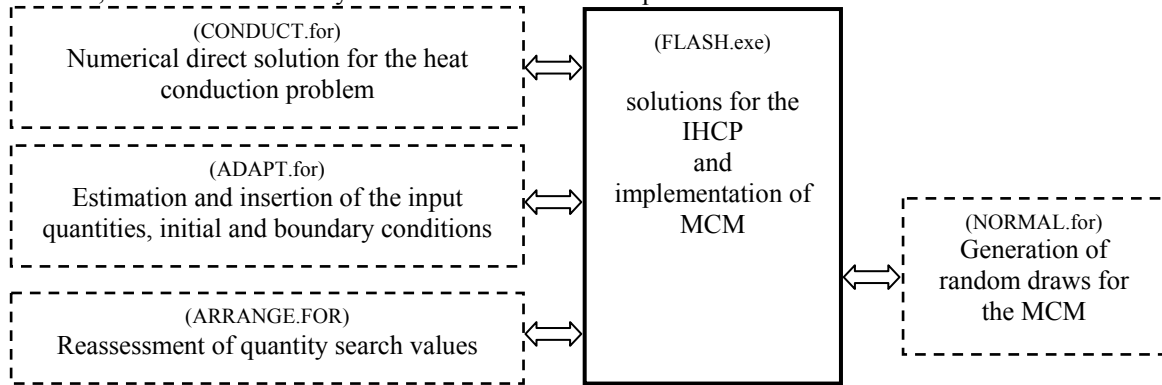 (CONDUCT.for)
Numerical direct solution for the heat
conduction problem
(ADAPT.for)
Estimation and insertion of the input
quantities, initial and boundary conditions
(ARRANGE.FOR)
Reassessment of quantity search values
(FLASH.exe)
solutions for the
IHCP
and
implementation of
MCM
(NORMAL.for)
Generation of
random draws for
the MCM